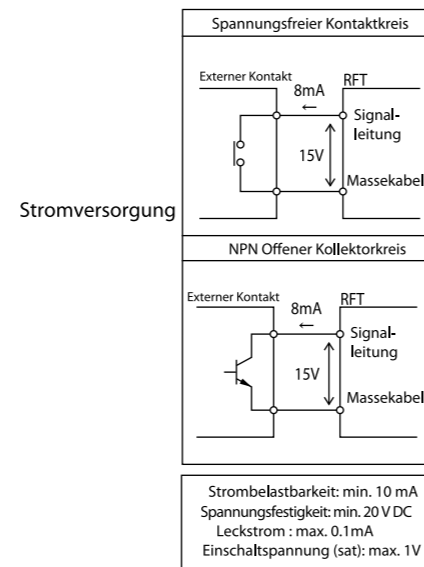 Spannungsfreier Kontaktkreis
Externer Kontakt
RFT
8mA
←
Signal-
leitung
15V
Massekabel
Stromversorgung
NPN Offener Kollektorkreis
Externer Kontakt
RFT
8mA
←
Signal-
leitung
15V
Massekabel
Strombelastbarkeit: min. 10 mA
Spannungsfestigkeit: min. 20 V DC
Leckstrom : max. 0.1mA
Einschaltspannung (sat): max. 1V